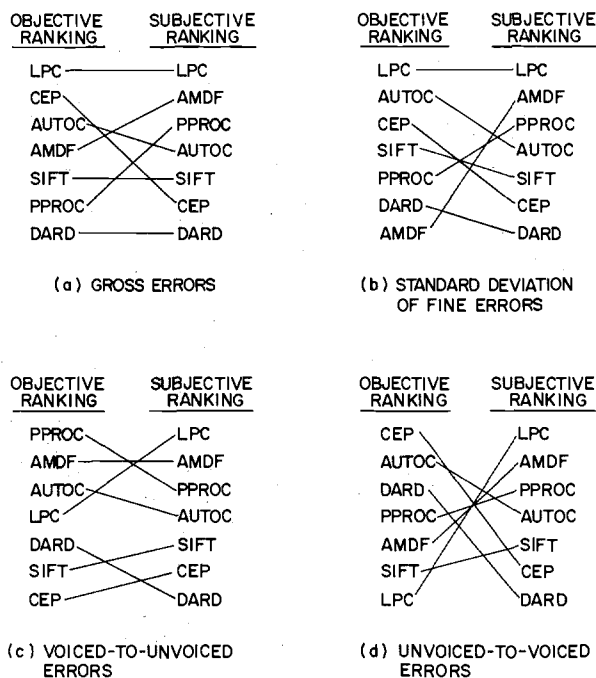 OBJECTIVE RANKING SUBJECTIVE RANKING
LPC LPC
CEP AMDF
AUTOC PPROC
AMDF AUTOC
SIFT SIFT
PPROC CEP
DARD DARD
(a) GROSS ERRORS
OBJECTIVE RANKING SUBJECTIVE RANKING
LPC LPC
AUTOC AMDF
CEP PPROC
SIFT AUTOC
PPROC SIFT
DARD CEP
AMDF DARD
(b) STANDARD DEVIATION
OF FINE ERRORS
OBJECTIVE RANKING SUBJECTIVE RANKING
PPROC LPC
AMDF AMDF
AUTOC PPROC
LPC AUTOC
DARD SIFT
SIFT CEP
CEP DARD
(c) VOICED-TO-UNVOICED
ERRORS
OBJECTIVE RANKING SUBJECTIVE RANKING
CEP LPC
AUTOC AMDF
DARD PPROC
PPROC AUTOC
AMDF SIFT
SIFT CEP
LPC DARD
(d) UNVOICED-TO-VOICED
ERRORS